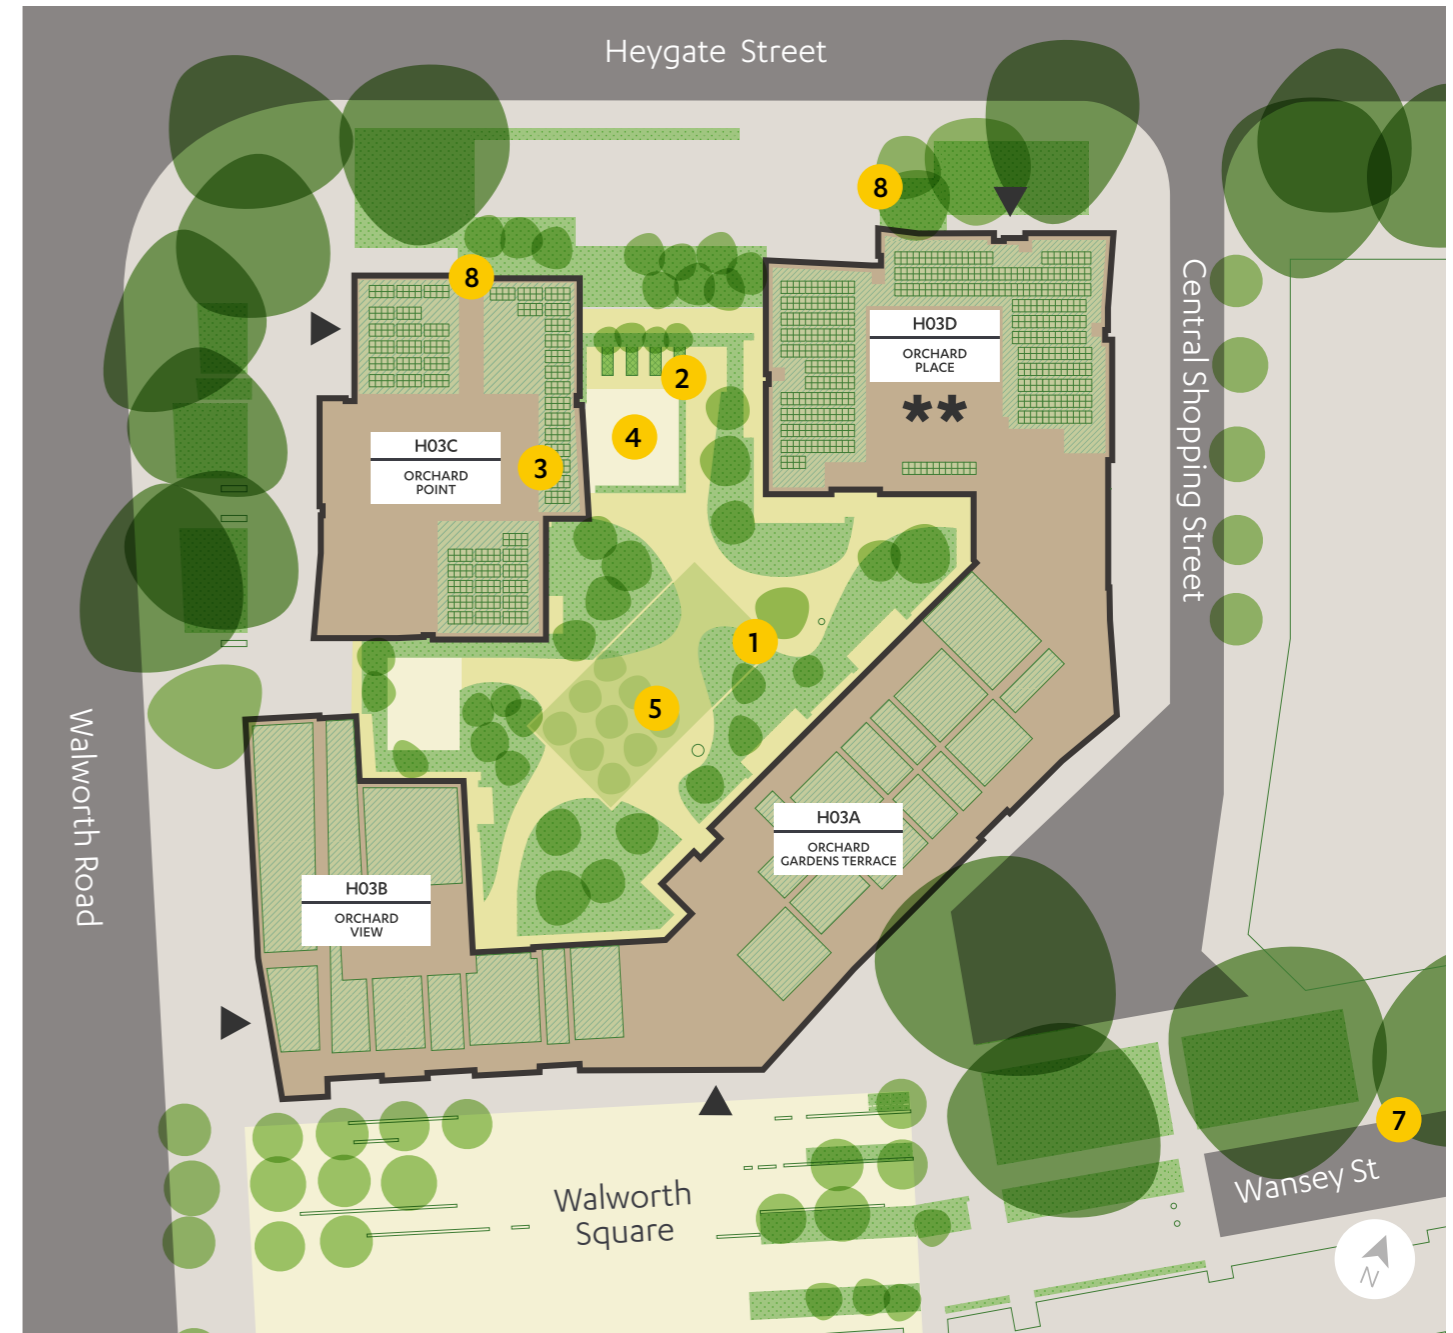 Heygate Street
8
8
H03D
ORCHARD
PLACE
**
Central Shopping Street
2
4
H03C
ORCHARD
POINT
3
1
5
Walworth Road
H03A
ORCHARD
GARDENS TERRACE
H03B
ORCHARD
VIEW
7
Wansey St
Walworth
Square
N